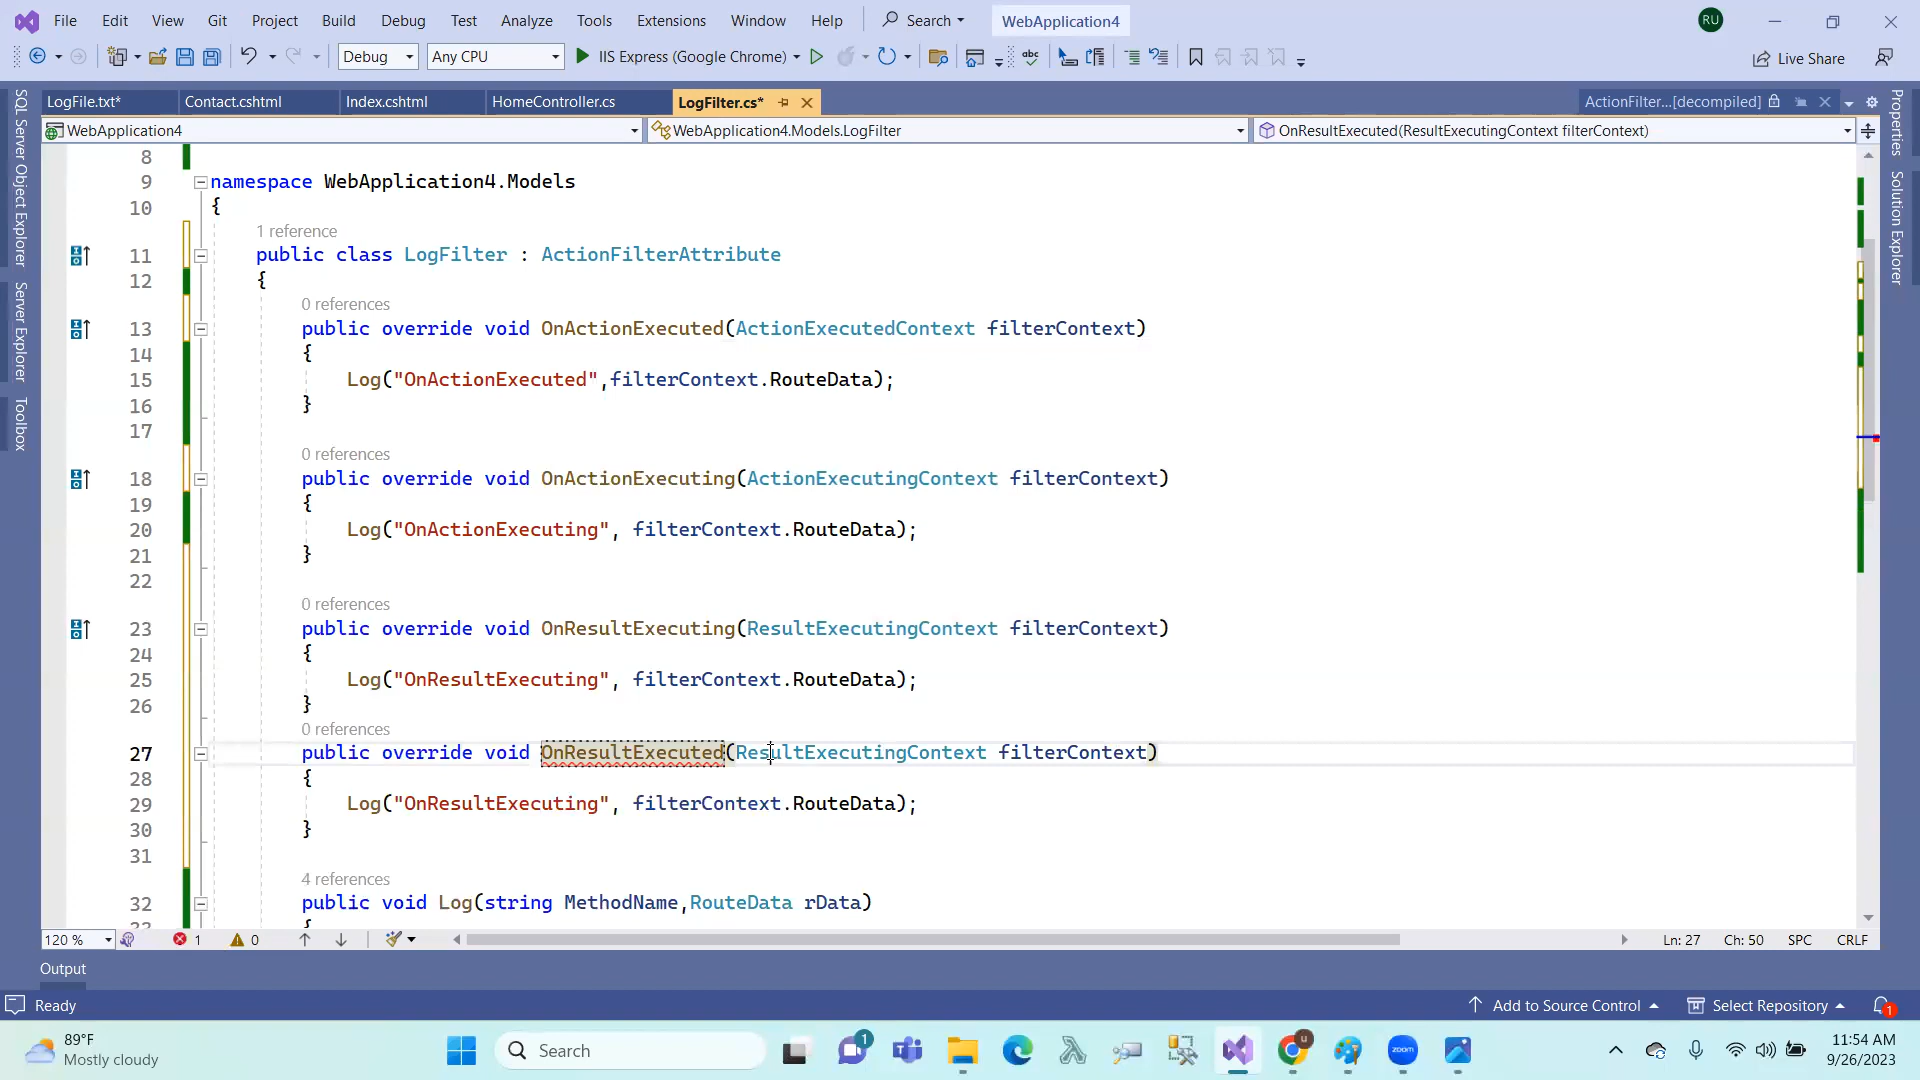 File Edit View Git Project Build Debug Test Analyze Tools Extensions Window Help Search WebApplication4 RU
Debug Any CPU IIS Express (Google Chrome) Live Share
LogFile.txt* Contact.cshtml Index.cshtml HomeController.cs LogFilter.cs* ActionFilter...[decompiled]
WebApplication4 WebApplication4.Models.LogFilter OnResultExecuted(ResultExecutingContext filterContext)
SQL Server Object Explorer
Server Explorer
Toolbox
Properties
Solution Explorer
8
9 namespace WebApplication4.Models
10 {
1 reference
11 public class LogFilter : ActionFilterAttribute
12 {
0 references
13 public override void OnActionExecuted(ActionExecutedContext filterContext)
14 {
15 Log("OnActionExecuted",filterContext.RouteData);
16 }
17
0 references
18 public override void OnActionExecuting(ActionExecutingContext filterContext)
19 {
20 Log("OnActionExecuting", filterContext.RouteData);
21 }
22
0 references
23 public override void OnResultExecuting(ResultExecutingContext filterContext)
24 {
25 Log("OnResultExecuting", filterContext.RouteData);
26 }
0 references
27 public override void OnResultExecuted(ResultExecutingContext filterContext)
28 {
29 Log("OnResultExecuting", filterContext.RouteData);
30 }
31
4 references
32 public void Log(string MethodName,RouteData rData)
{
120 % 1 0 Ln: 27 Ch: 50 SPC CRLF
Output
Ready Add to Source Control Select Repository 1
89°F
Mostly cloudy
Search
1
zoom
11:54 AM
9/26/2023